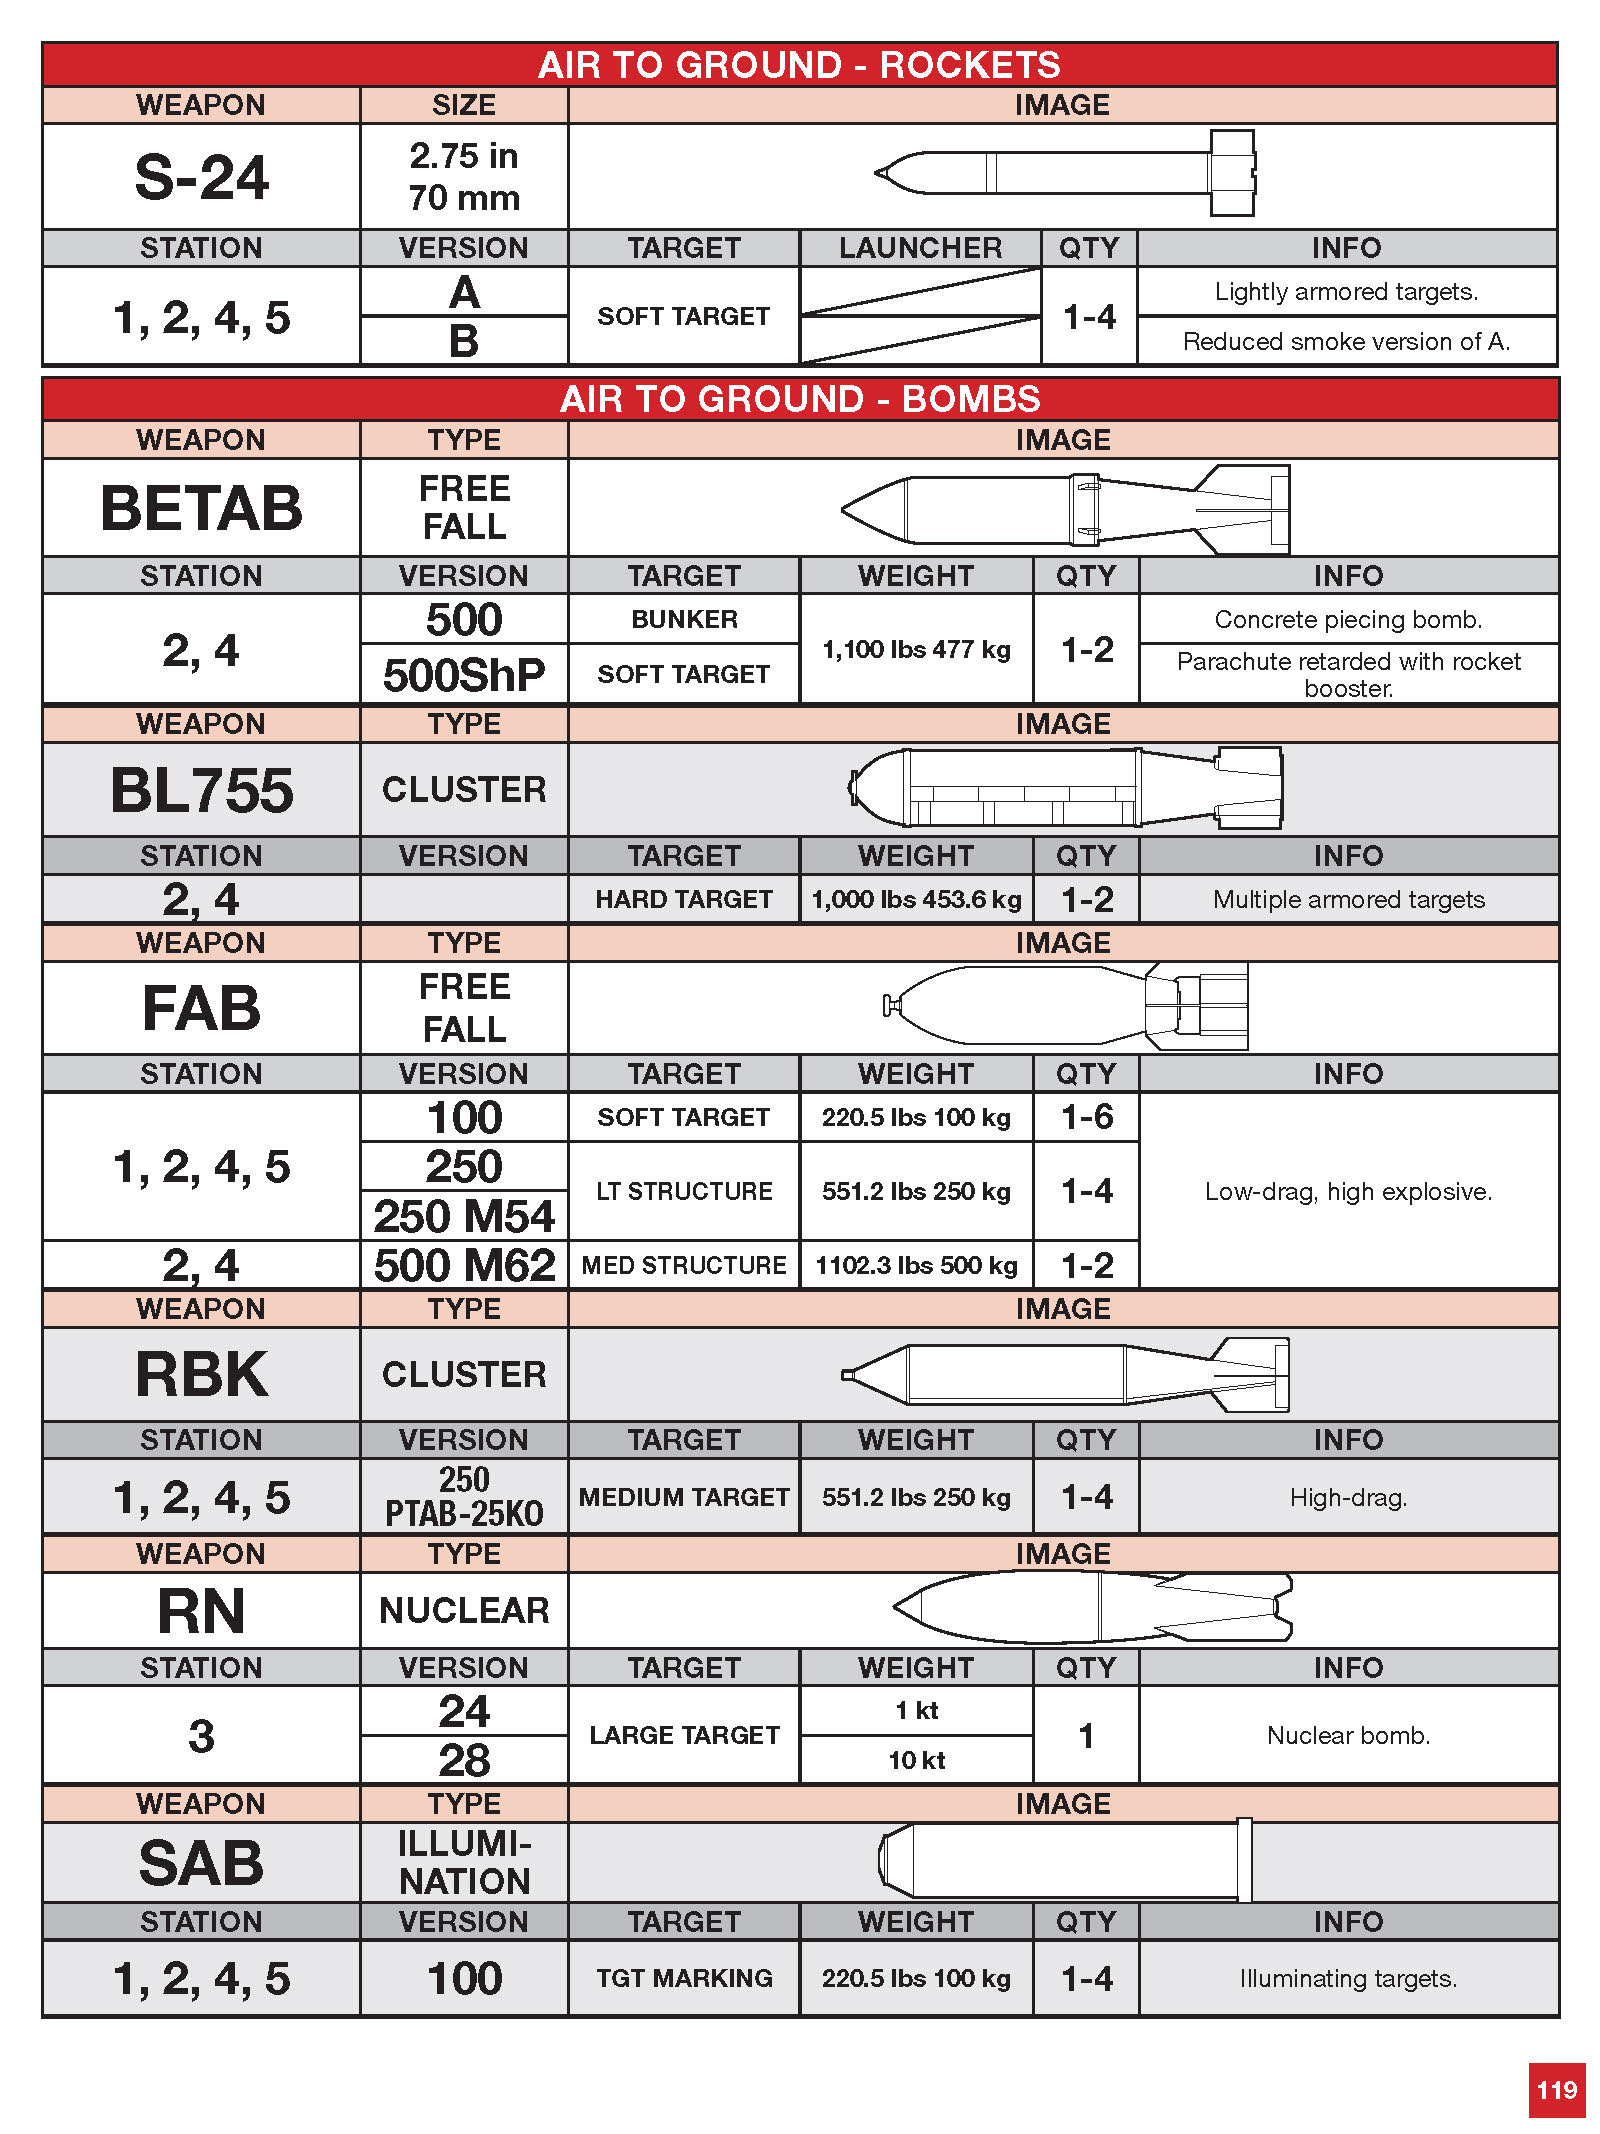 AIR TO GROUND - ROCKETS
WEAPON SIZE IMAGE
S-24 2.75 in
70 mm
STATION VERSION TARGET LAUNCHER QTY INFO
1, 2, 4, 5 A SOFT TARGET 1-4 Lightly armored targets.
B Reduced smoke version of A.
AIR TO GROUND - BOMBS
WEAPON TYPE IMAGE
BETAB FREE
FALL
STATION VERSION TARGET WEIGHT QTY INFO
2, 4 500 BUNKER 1,100 lbs 477 kg 1-2 Concrete piecing bomb.
500ShP SOFT TARGET Parachute retarded with rocket
booster.
WEAPON TYPE IMAGE
BL755 CLUSTER
STATION VERSION TARGET WEIGHT QTY INFO
2, 4 HARD TARGET 1,000 lbs 453.6 kg 1-2 Multiple armored targets
WEAPON TYPE IMAGE
FAB FREE
FALL
STATION VERSION TARGET WEIGHT QTY INFO
1, 2, 4, 5 100 SOFT TARGET 220.5 lbs 100 kg 1-6 Low-drag, high explosive.
250 LT STRUCTURE 551.2 lbs 250 kg 1-4
250 M54
2, 4 500 M62 MED STRUCTURE 1102.3 lbs 500 kg 1-2
WEAPON TYPE IMAGE
RBK CLUSTER
STATION VERSION TARGET WEIGHT QTY INFO
1, 2, 4, 5 250
PTAB-25KO MEDIUM TARGET 551.2 lbs 250 kg 1-4 High-drag.
WEAPON TYPE IMAGE
RN NUCLEAR
STATION VERSION TARGET WEIGHT QTY INFO
3 24 LARGE TARGET 1 kt 1 Nuclear bomb.
28 10 kt
WEAPON TYPE IMAGE
SAB ILLUMI-
NATION
STATION VERSION TARGET WEIGHT QTY INFO
1, 2, 4, 5 100 TGT MARKING 220.5 lbs 100 kg 1-4 Illuminating targets.
119